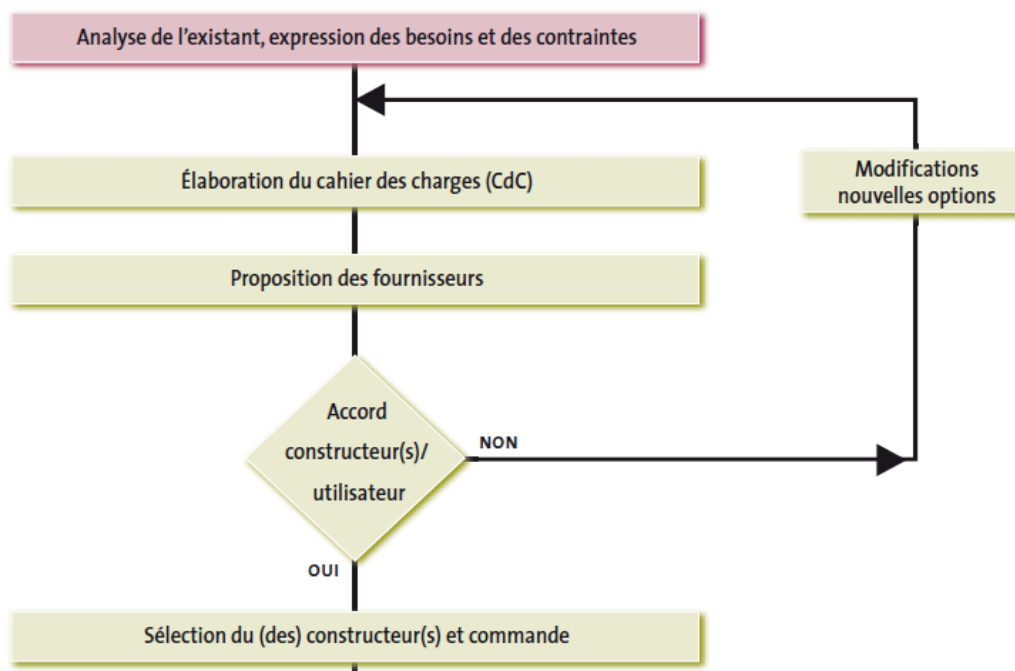 Analyse de l'existant, expression des besoins et des contraintes
Élaboration du cahier des charges (CdC)
Modifications
nouvelles options
Proposition des fournisseurs
Accord
constructeur(s)/
utilisateur
NON
OUI
Sélection du (des) constructeur(s) et commande